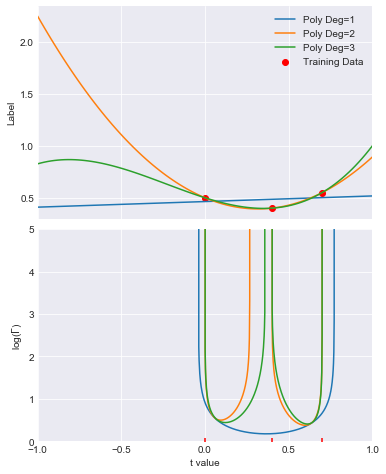 Poly Deg=1
Poly Deg=2
Poly Deg=3
Training Data
2.0
1.5
1.0
0.5
Label
5
4
3
2
1
0
log(Γ)
−1.0
−0.5
0.0
0.5
1.0
t value